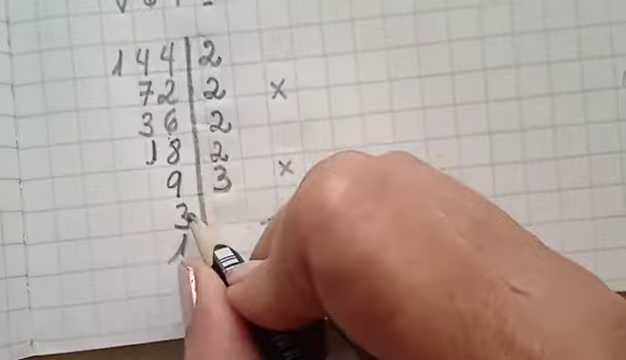 144 | 2
72 | 2 x
36 | 2
18 | 2 x
9 | 3
3
1